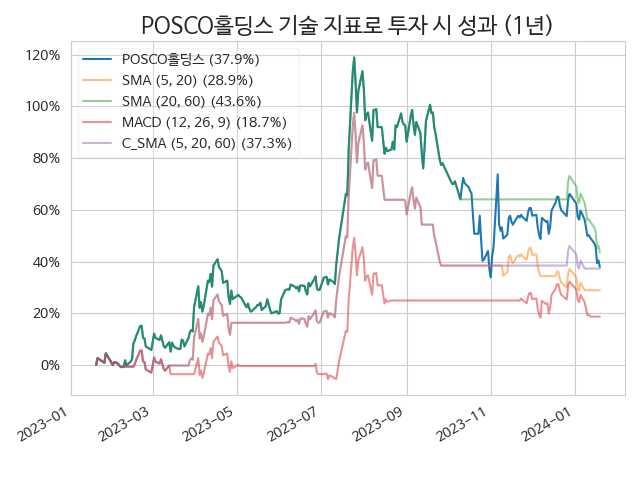 POSCO홀딩스 기술 지표로 투자 시 성과 (1년)
120%
100%
80%
60%
40%
20%
0%
POSCO홀딩스 (37.9%)
SMA (5, 20) (28.9%)
SMA (20, 60) (43.6%)
MACD (12, 26, 9) (18.7%)
C_SMA (5, 20, 60) (37.3%)
2023-01
2023-03
2023-05
2023-07
2023-09
2023-11
2024-01